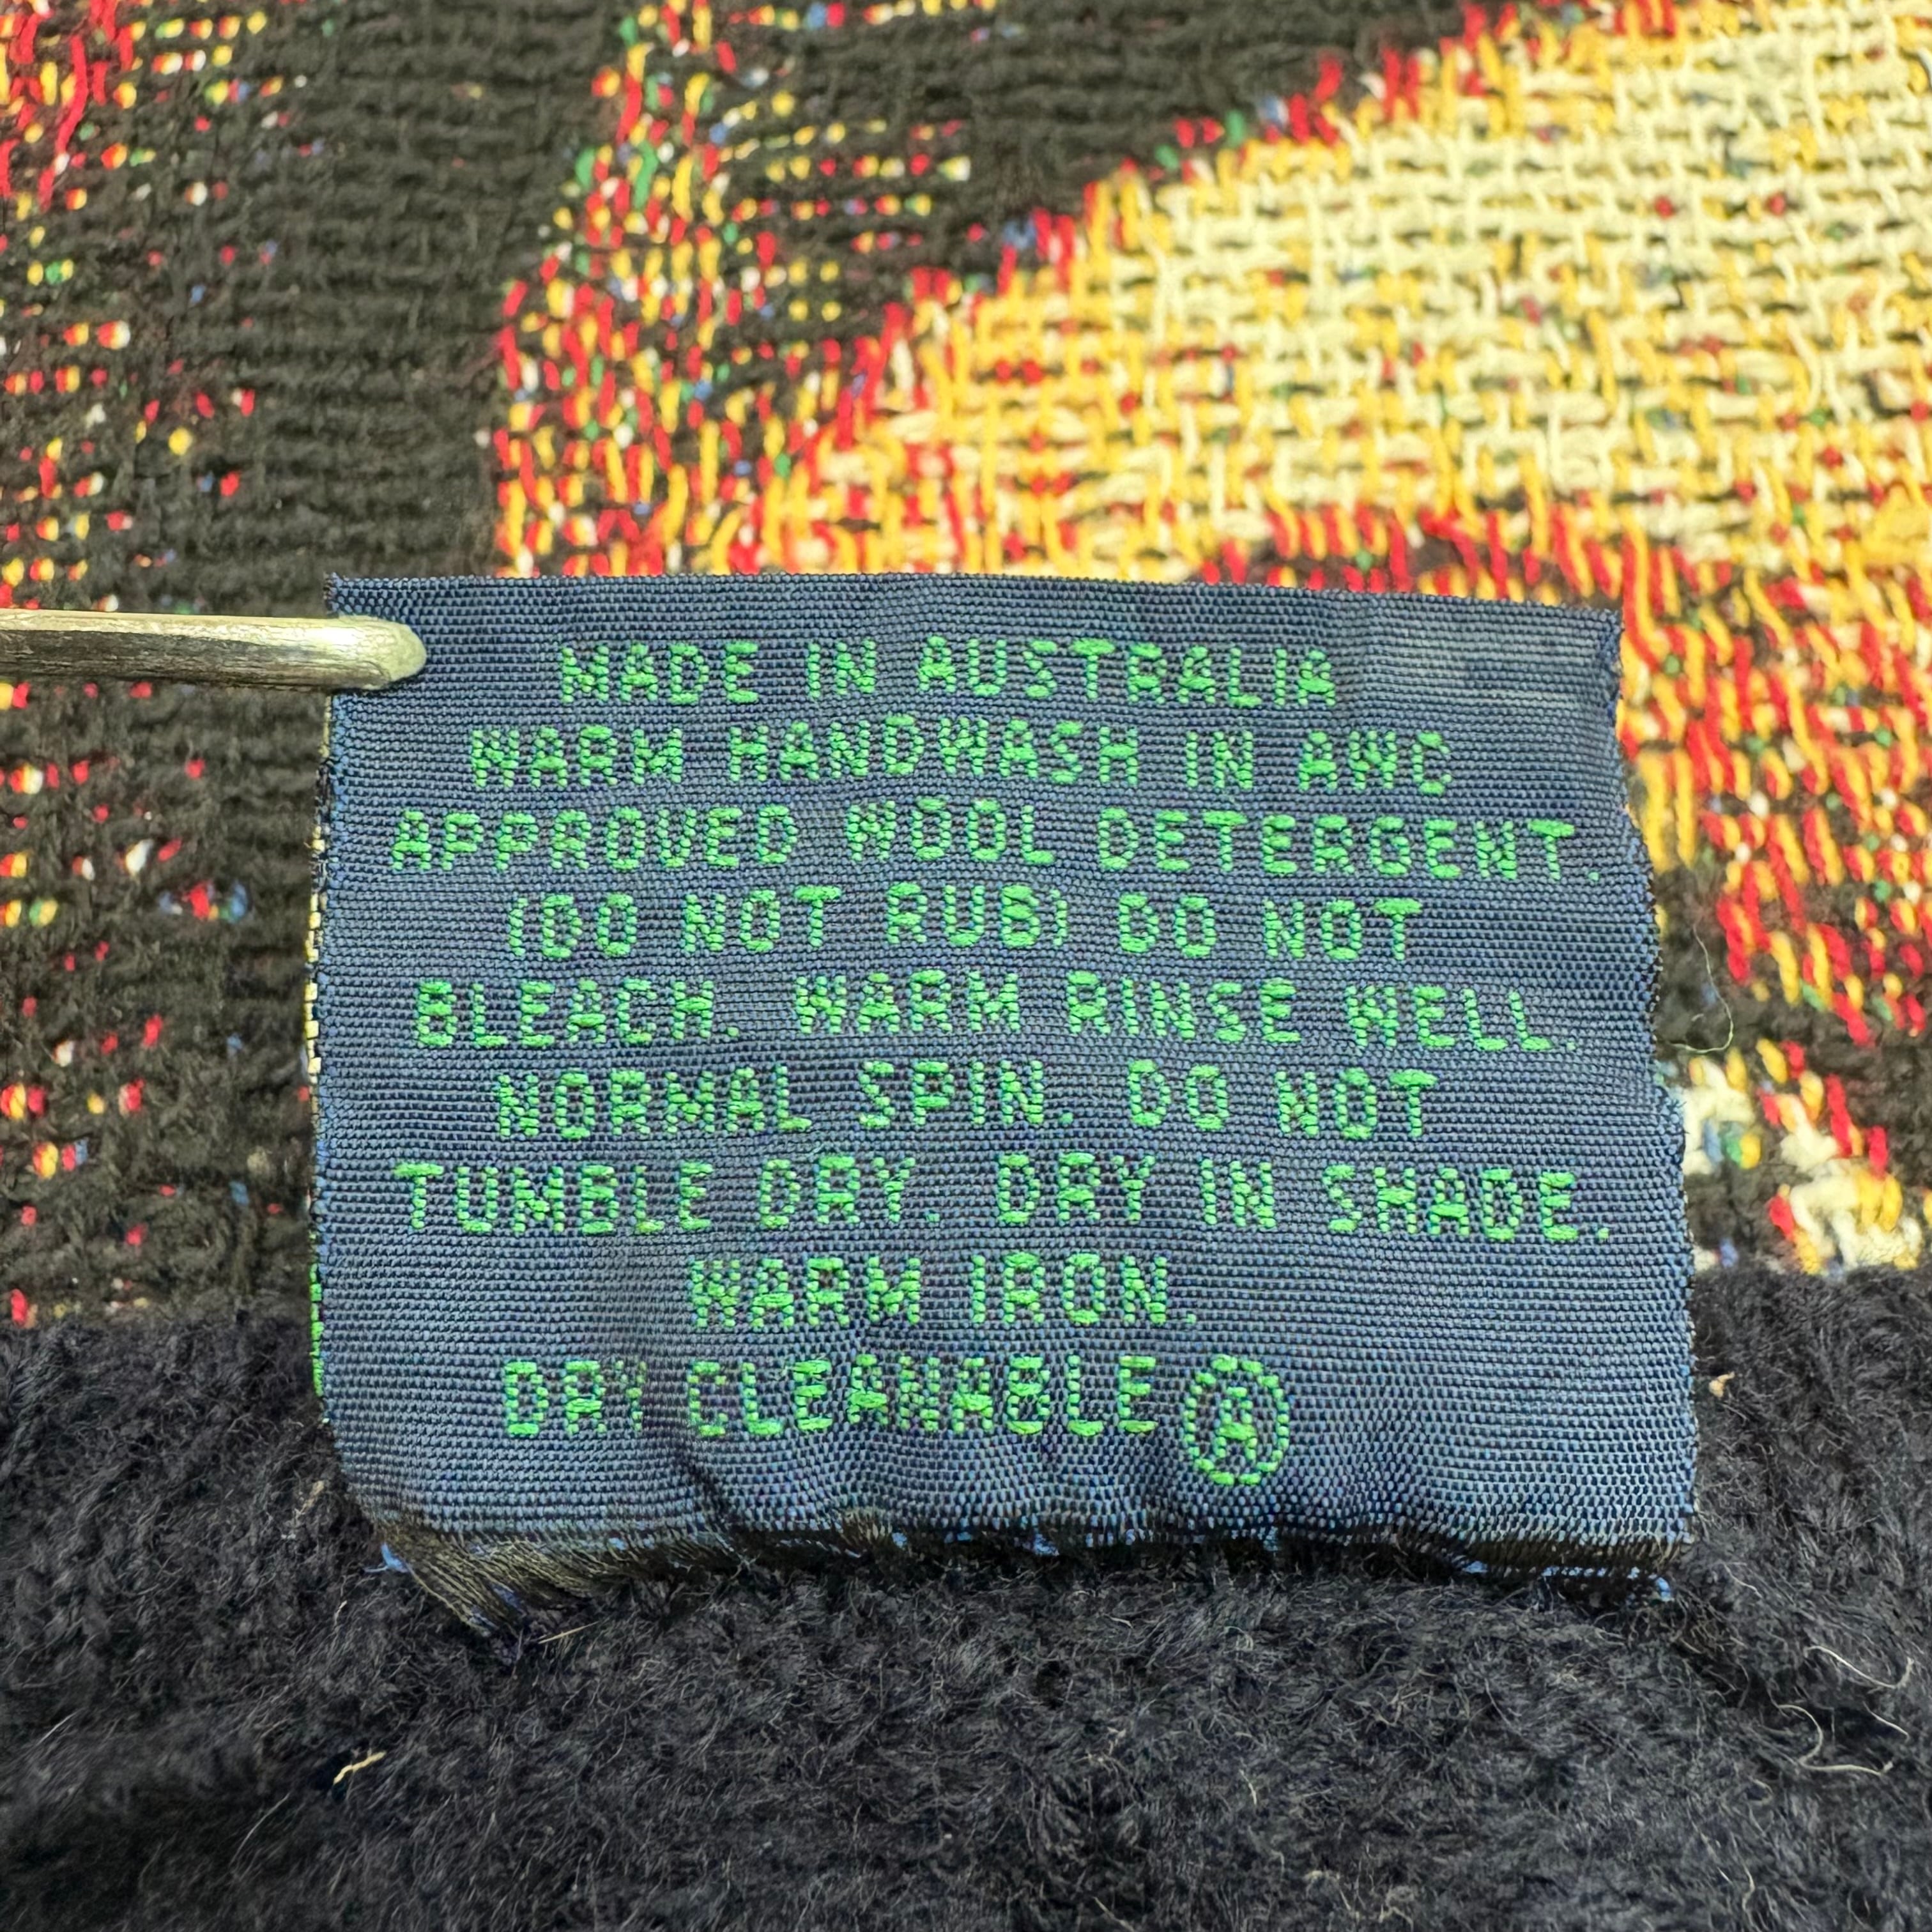 MADE IN AUSTRALIA
WARM HANDWASH IN AWC
APPROVED WOOL DETERGENT.
(DO NOT RUB) DO NOT
BLEACH. WARM RINSE WELL.
NORMAL SPIN. DO NOT
TUMBLE DRY. DRY IN SHADE.
WARM IRON.
DRY CLEANABLE Ⓐ